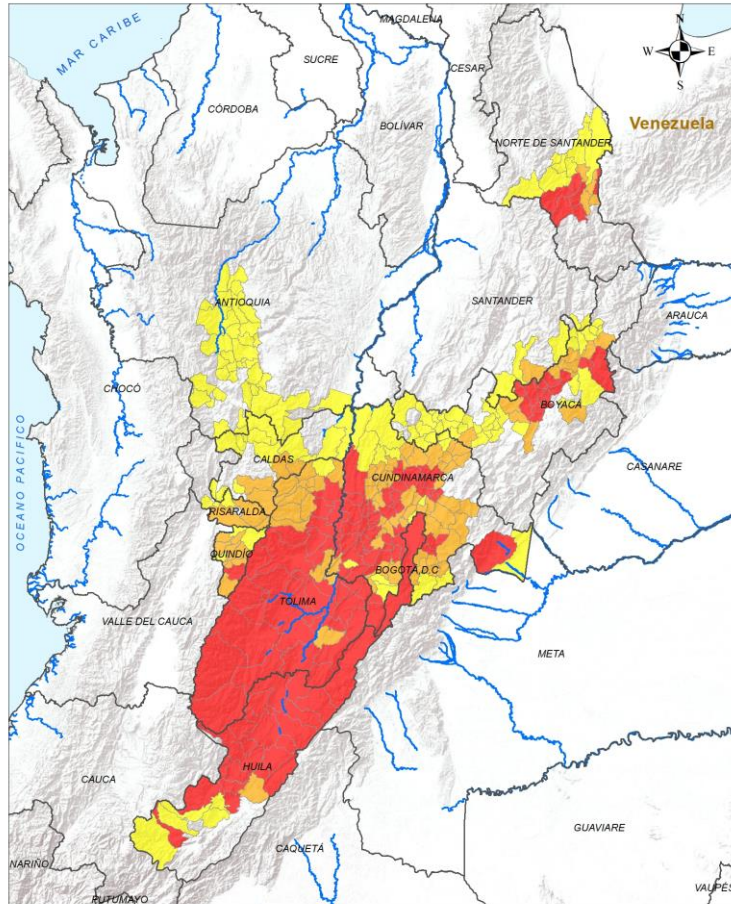 MAGDALENA
N
W E
S
MAR CARIBE
SUCRE
CESAR
CÓRDOBA
BOLÍVAR
Venezuela
NORTE DE SANTANDER
ANTIOQUIA
SANTANDER
ARAUCA
CHOCÓ
BOYACÁ
CALDAS
CUNDINAMARCA
CASANARE
OCEANO PACIFICO
RISARALDA
QUINDÍO
BOGOTÁ, D.C
TOLIMA
VALLE DEL CAUCA
META
HUILA
CAUCA
GUAVIARE
CAQUETÁ
NARIÑO
PUTUMAYO
VAUPÉS